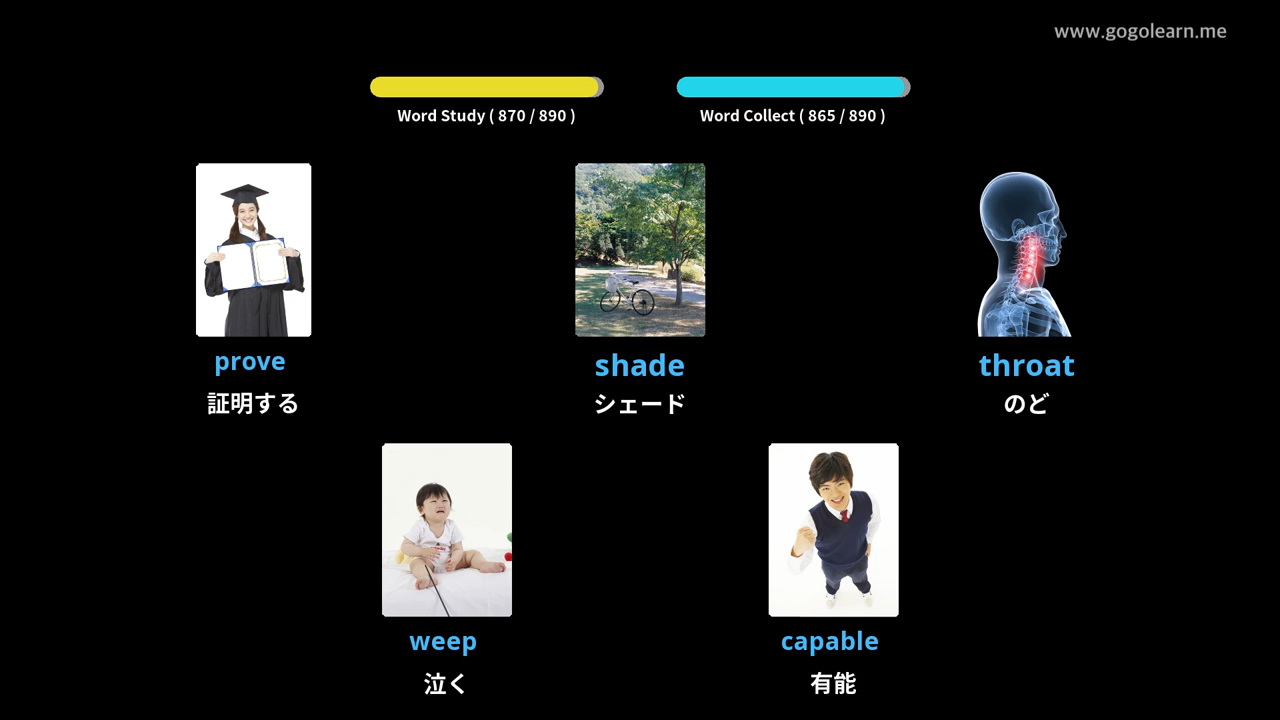 www.gogolearn.me
Word Study ( 870 / 890 )
Word Collect ( 865 / 890 )
prove
証明する
shade
シェード
throat
のど
weep
泣く
capable
有能